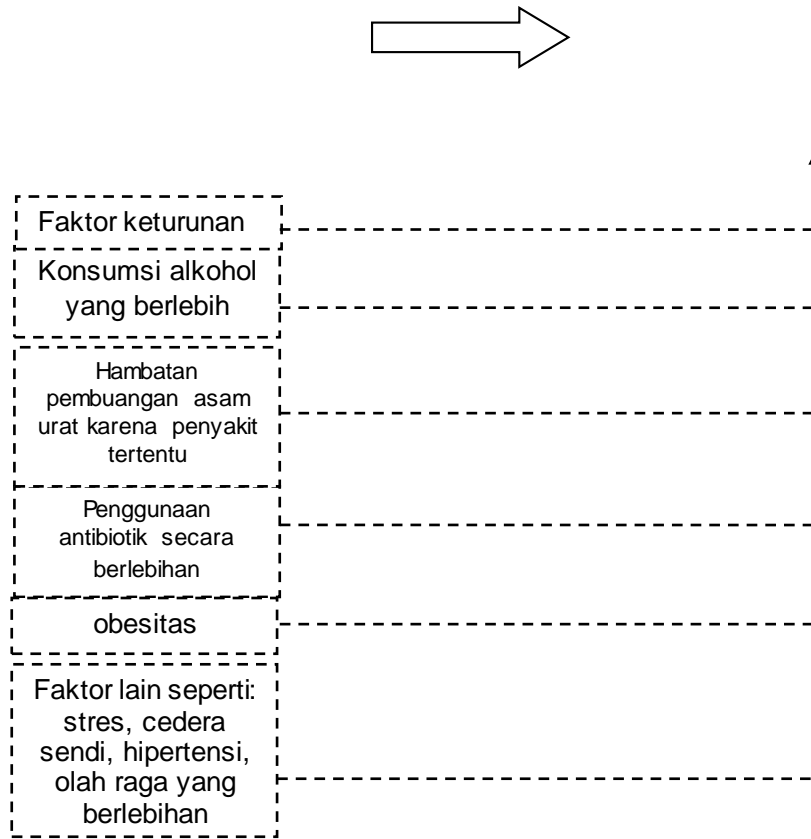 Faktor keturunan
Konsumsi alkohol
yang berlebih
Hambatan
pembuangan asam
urat karena penyakit
tertentu
Penggunaan
antibiotik secara
berlebihan
obesitas
Faktor lain seperti:
stres, cedera
sendi, hipertensi,
olah raga yang
berlebihan